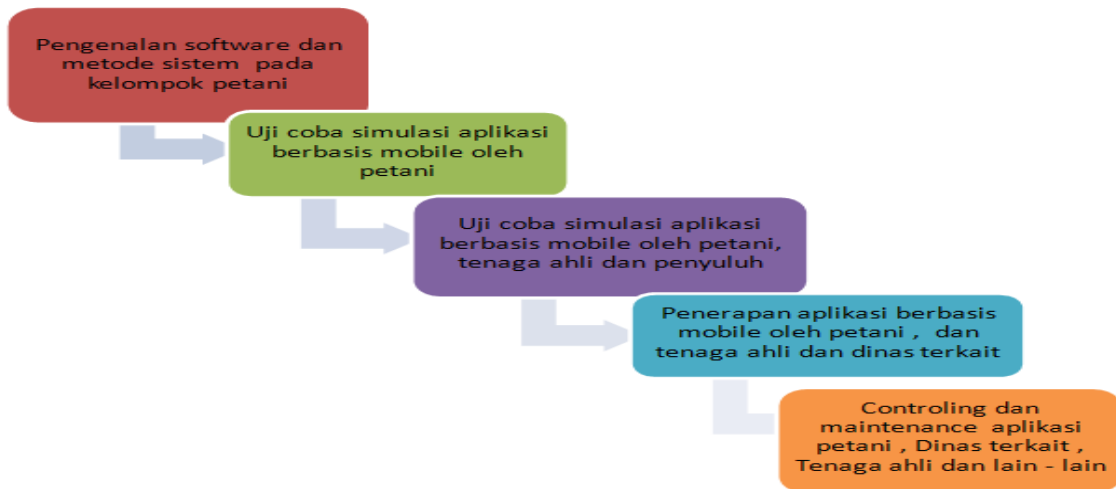 Pengenalan software dan
metode sistem pada
kelompok petani
Uji coba simulasi aplikasi
berbasis mobile oleh
petani
Uji coba simulasi aplikasi
berbasis mobile oleh petani,
tenaga ahli dan penyuluh
Penerapan aplikasi berbasis
mobile oleh petani , dan
tenaga ahli dan dinas terkait
Controling dan
maintenance aplikasi
petani , Dinas terkait ,
Tenaga ahli dan lain - lain